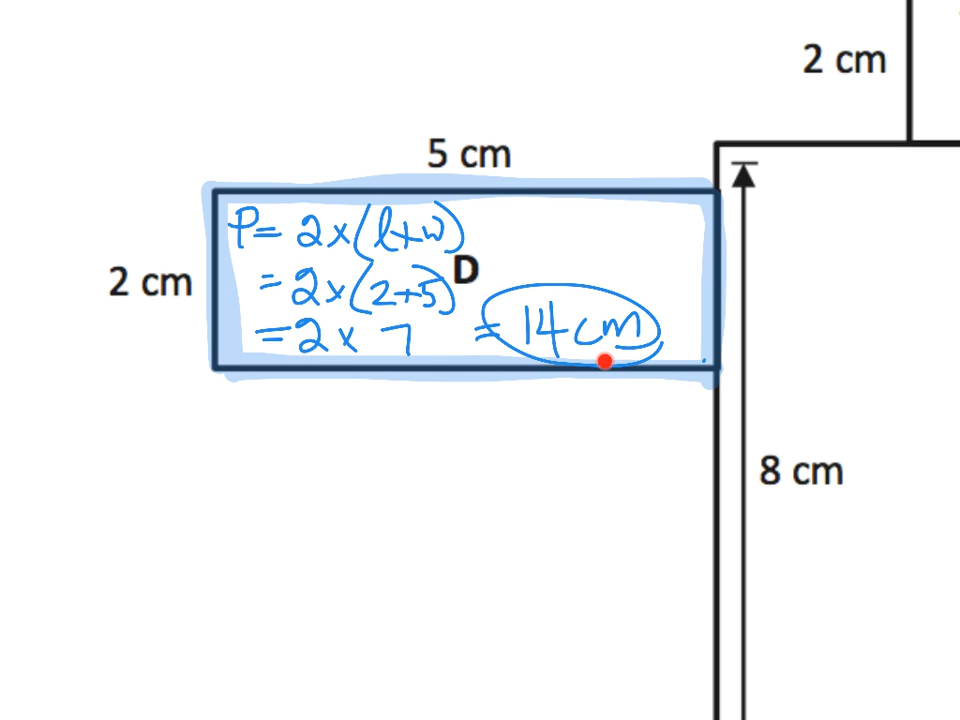 2 cm
5 cm
P = 2 × (l + w)
2 cm
= 2 × (2 + 5)
D
= 2 × 7 = 14 cm
8 cm